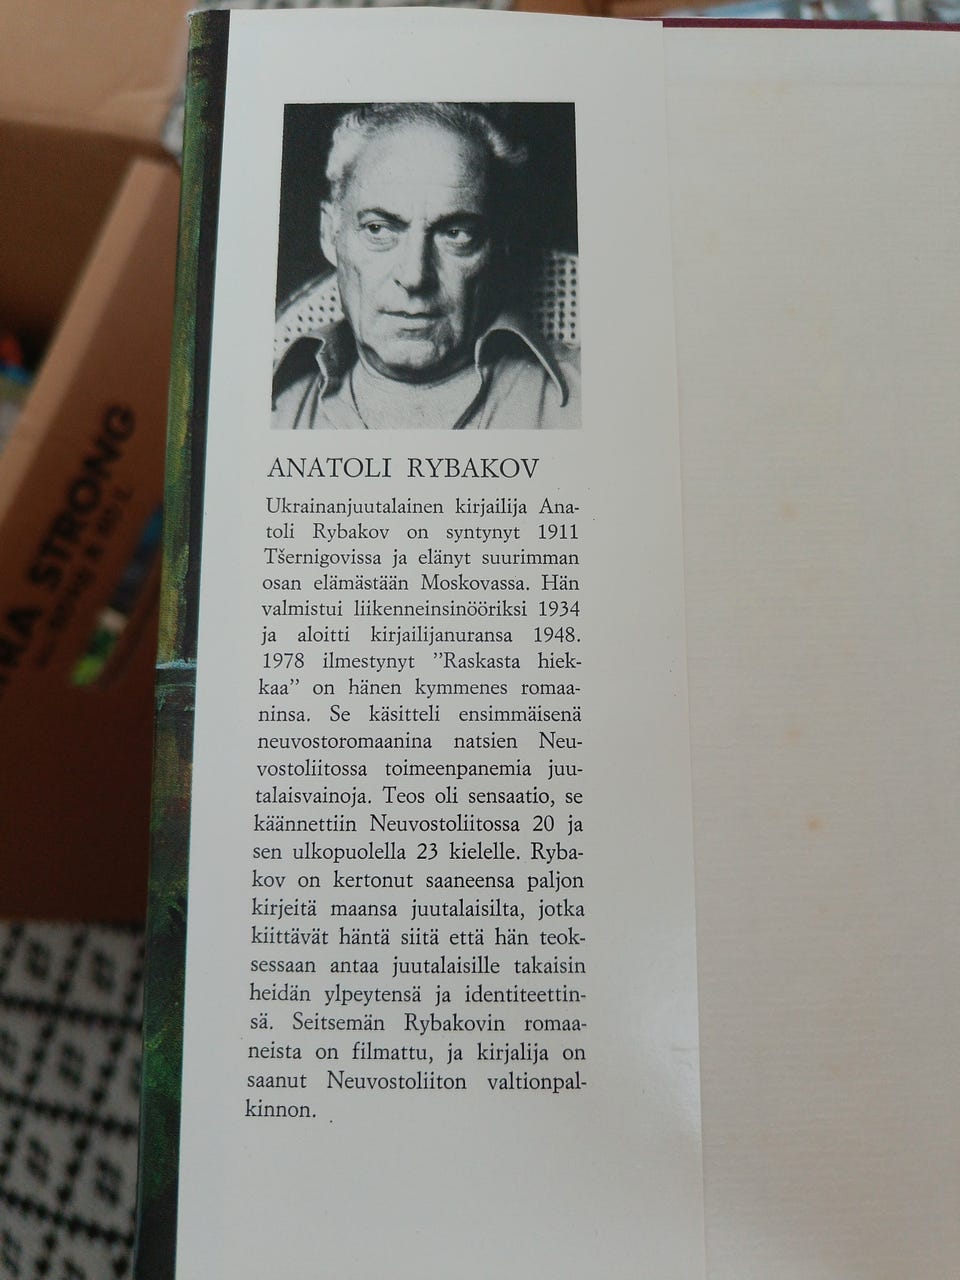 ANATOLI RYBAKOV
Ukrainanjuutalainen kirjailija Ana-
toli Rybakov on syntynyt 1911
Tšernigovissa ja elänyt suurimman
osan elämästään Moskovassa. Hän
valmistui liikenneinsinööriksi 1934
ja aloitti kirjailijanuransa 1948.
1978 ilmestynyt ”Raskasta hiek-
kaa” on hänen kymmenes romaa-
ninsa. Se käsitteli ensimmäisenä
neuvostoromaanina natsien Neu-
vostoliitossa toimeenpanemia juu-
talaisvainoja. Teos oli sensaatio, se
käännettiin Neuvostoliitossa 20 ja
sen ulkopuolella 23 kielelle. Ryba-
kov on kertonut saaneensa paljon
kirjeitä maansa juutalaisilta, jotka
kiittävät häntä siitä että hän teok-
sessaan antaa juutalaisille takaisin
heidän ylpeytensä ja identiteettin-
sä. Seitsemän Rybakovin romaa-
neista on filmattu, ja kirjalija on
saanut Neuvostoliiton valtionpal-
kinnon.
STRONG